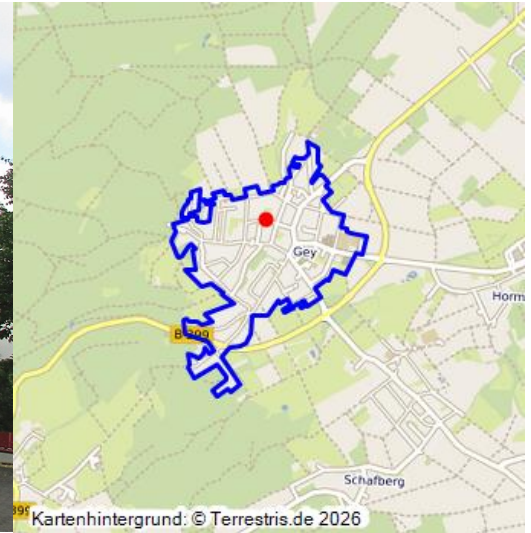 Gey
Horm
B 399
Schafberg
399
Kartenhintergrund: © Terrestris.de 2026